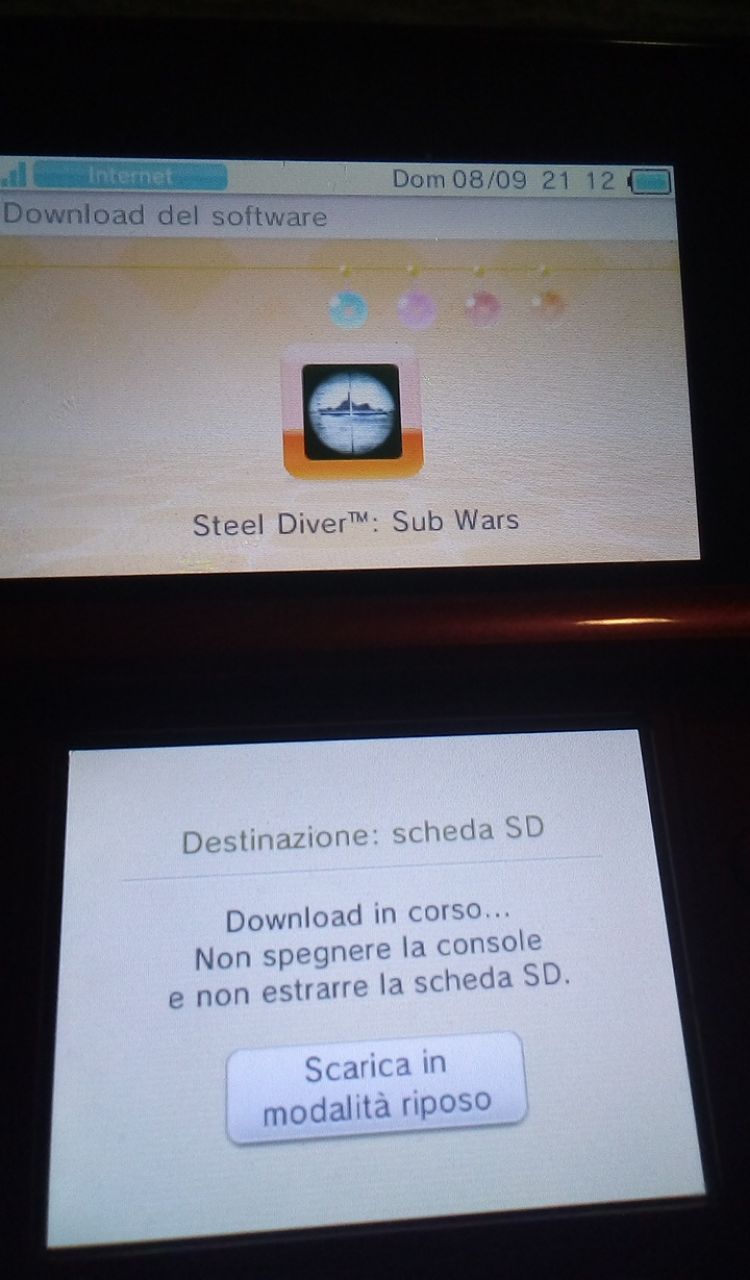 Internet
Dom 08/09 21 12
Download del software
Steel Diver™: Sub Wars
Destinazione: scheda SD
Download in corso...
Non spegnere la console
e non estrarre la scheda SD.
Scarica in
modalità riposo